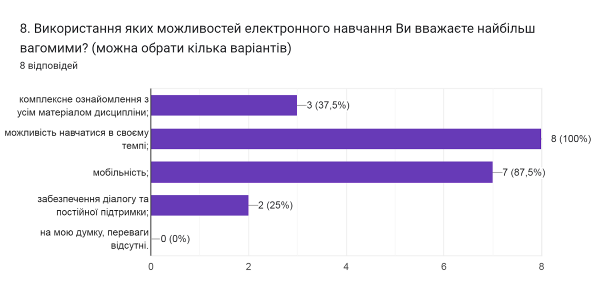 8. Використання яких можливостей електронного навчання Ви вважаєте найбільш
вагомими? (можна обрати кілька варіантів)
8 відповідей
комплексне ознайомлення з
усім матеріалом дисципліни;
3 (37,5%)
можливість навчатися в своєму
темпі;
8 (100%)
мобільність;
7 (87,5%)
забезпечення діалогу та
постійної підтримки;
2 (25%)
на мою думку, переваги
відсутні.
0 (0%)
0 2 4 6 8